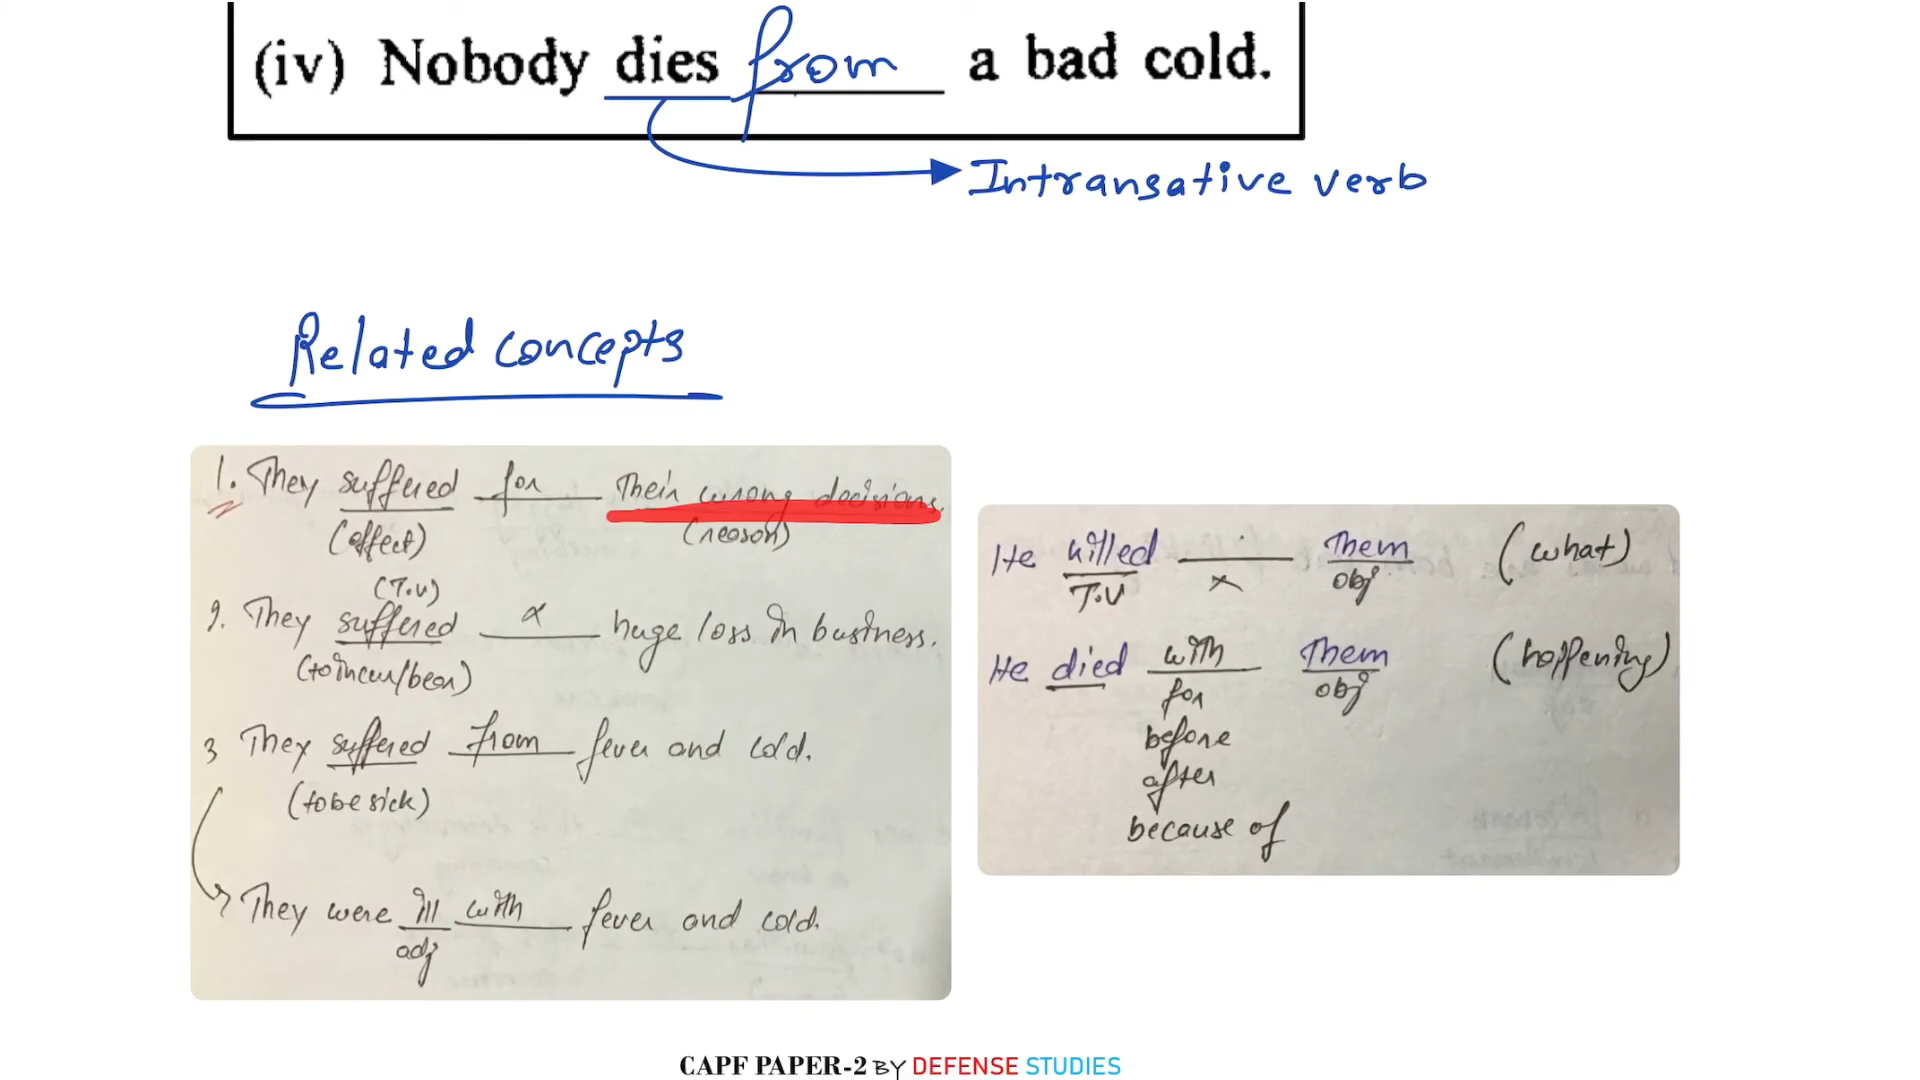 (iv) Nobody dies from a bad cold.
Intransative verb
Related concepts
1. They suffered for Their wrong decisions.
(effect) (reason)
(T.V)
2. They suffered x huge loss in business.
(to incur/bear)
3 They suffered from fever and cold.
(to be sick)
They were ill with fever and cold.
adj
He killed Them (what)
T.V x obj
He died with Them (happening)
for obj
before
after
because of
CAPF PAPER-2 BY DEFENSE STUDIES